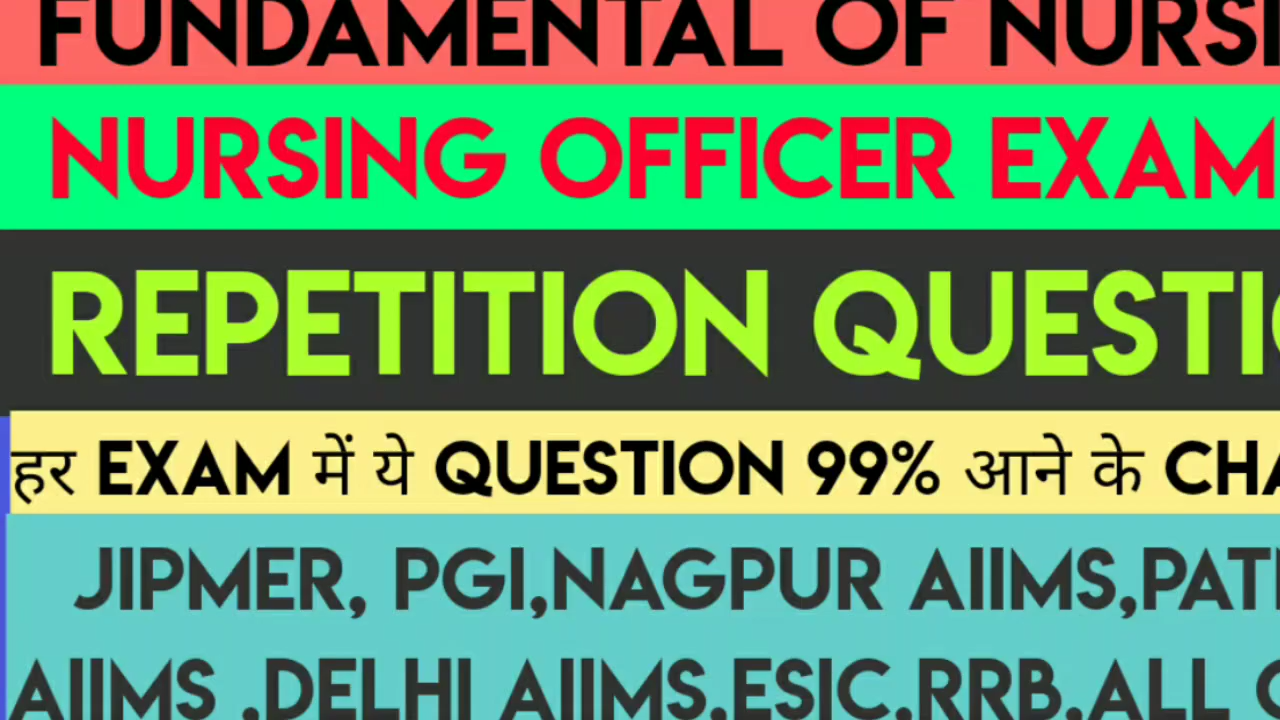 FUNDAMENTAL OF NURSI
NURSING OFFICER EXAM
REPETITION QUESTI
हर EXAM में ये QUESTION 99% आने के CHA
JIPMER, PGI,NAGPUR AIIMS,PAT
AIIMS ,DELHI AIIMS,ESIC,RRB,ALL